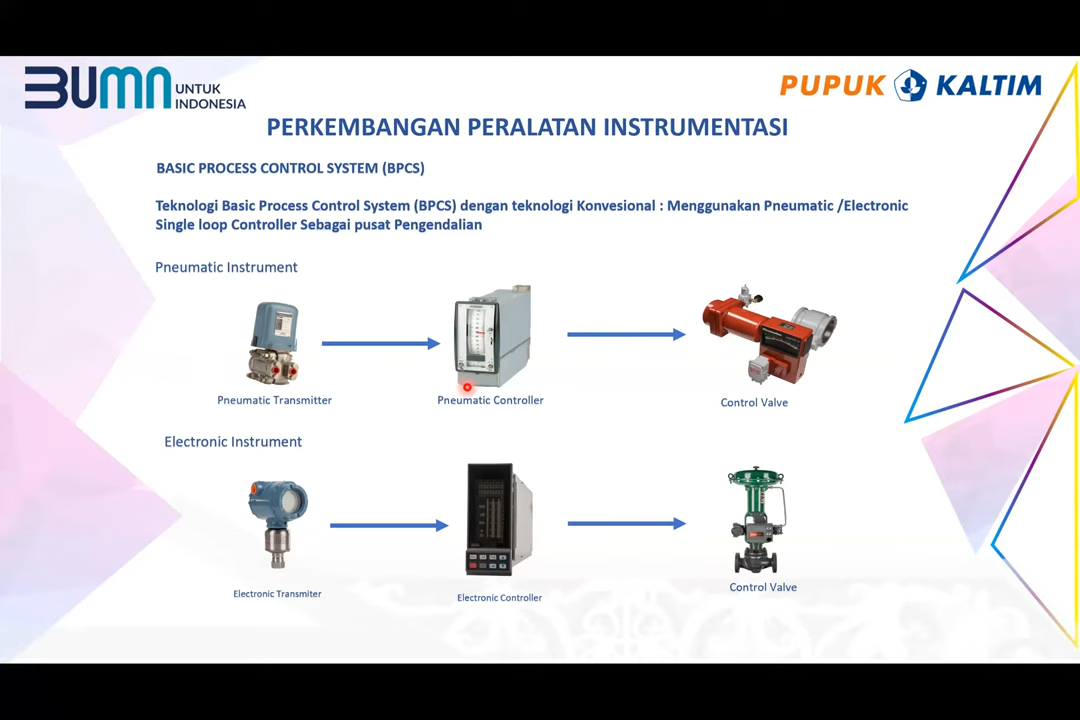 BUMN
UNTUK
INDONESIA
PUPUK KALTIM
PERKEMBANGAN PERALATAN INSTRUMENTASI
BASIC PROCESS CONTROL SYSTEM (BPCS)
Teknologi Basic Process Control System (BPCS) dengan teknologi Konvesional : Menggunakan Pneumatic /Electronic
Single loop Controller Sebagai pusat Pengendalian
Pneumatic Instrument
Pneumatic Transmitter
Pneumatic Controller
Control Valve
Electronic Instrument
Electronic Transmiter
Electronic Controller
Control Valve